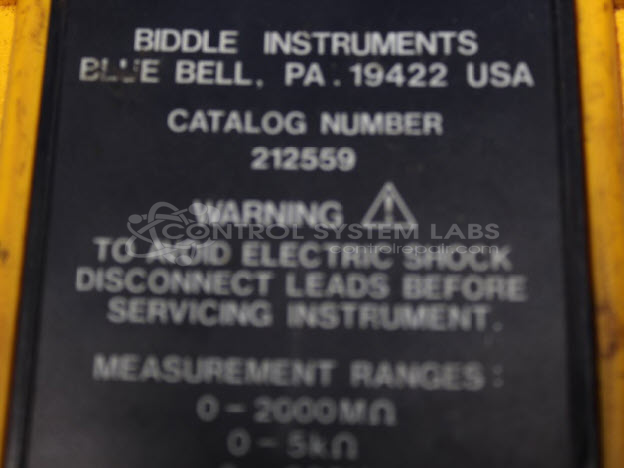 BIDDLE INSTRUMENTS
BLUE BELL, PA. 19422 USA
CATALOG NUMBER
212559
WARNING
CONTROL SYSTEM LABS
controlrepair.com
TO AVOID ELECTRIC SHOCK
DISCONNECT LEADS BEFORE
SERVICING INSTRUMENT.
MEASUREMENT RANGES:
0-2000MΩ
0-5kΩ